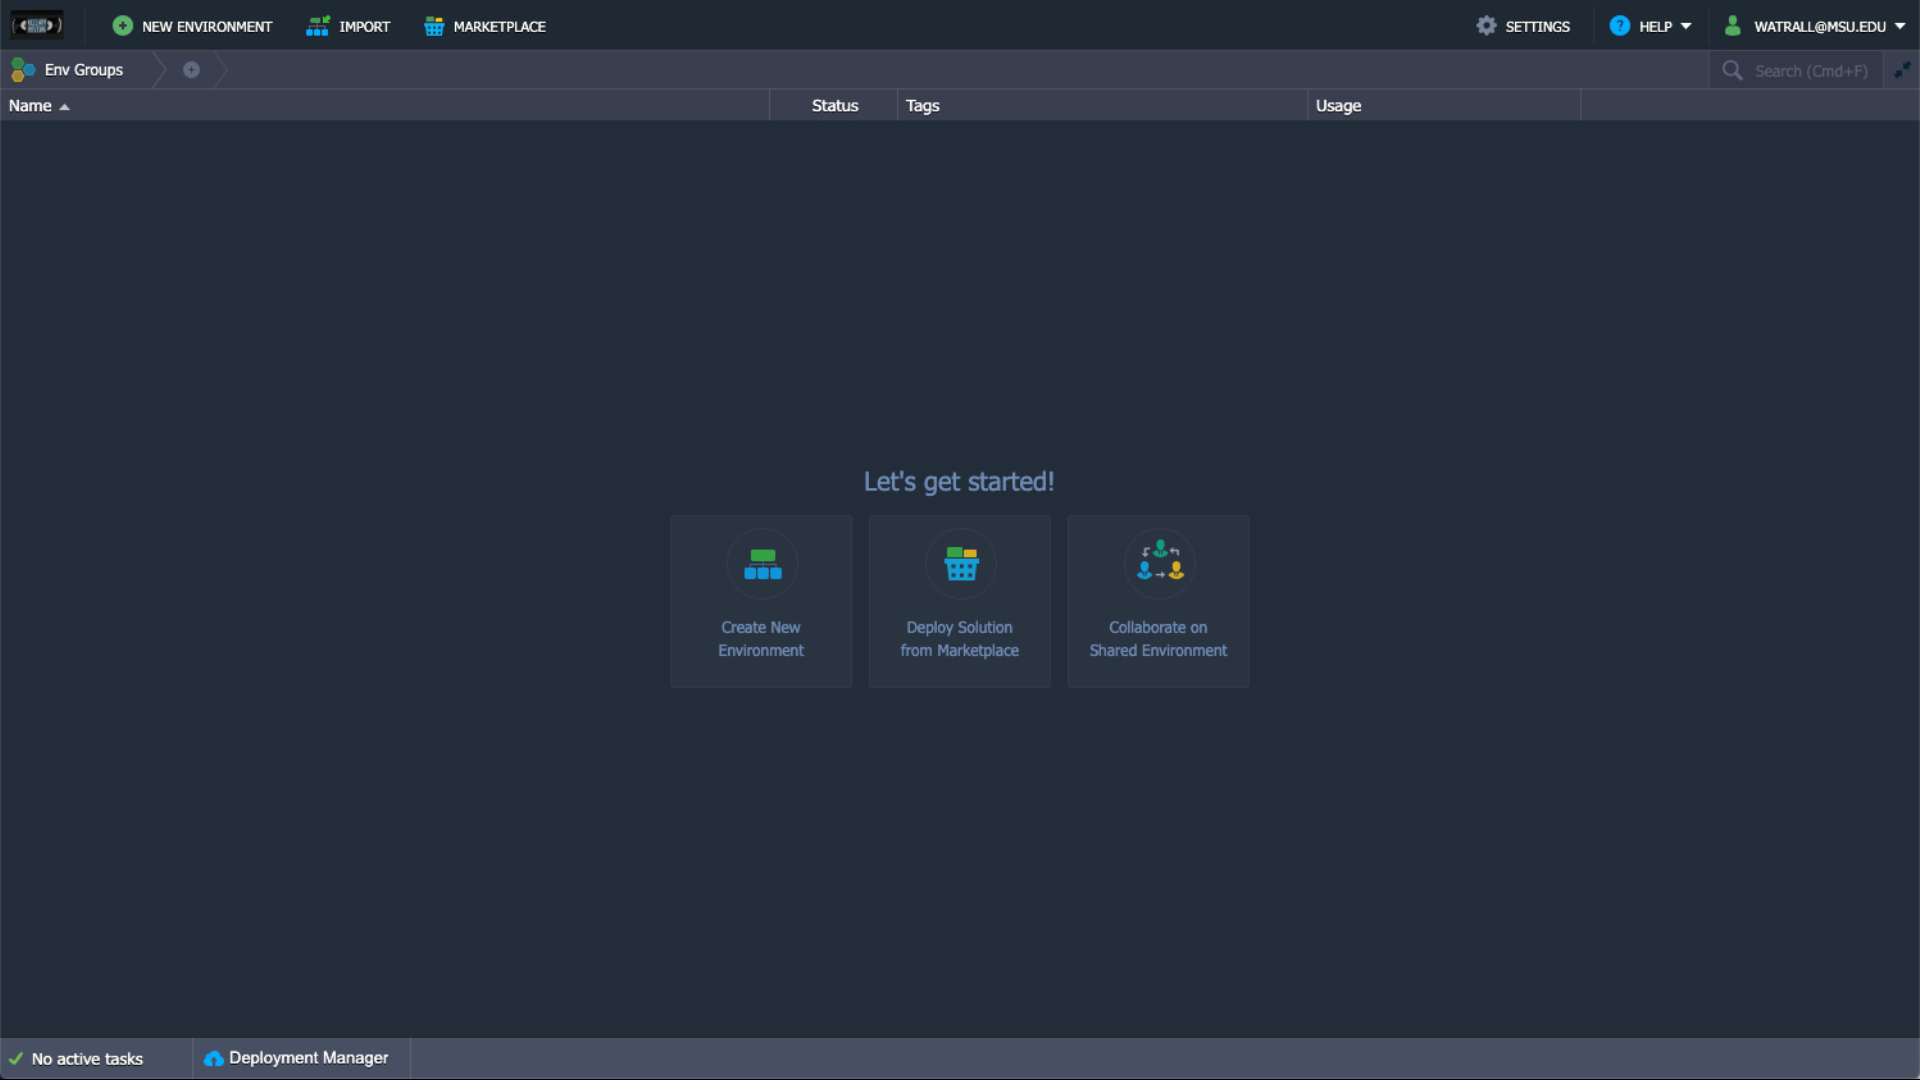 NEW ENVIRONMENT IMPORT MARKETPLACE SETTINGS ? HELP WATRALL@MSU.EDU
Env Groups Search (Cmd+F)
Name Status Tags Usage
Let's get started!
Create New
Environment
Deploy Solution
from Marketplace
Collaborate on
Shared Environment
No active tasks Deployment Manager